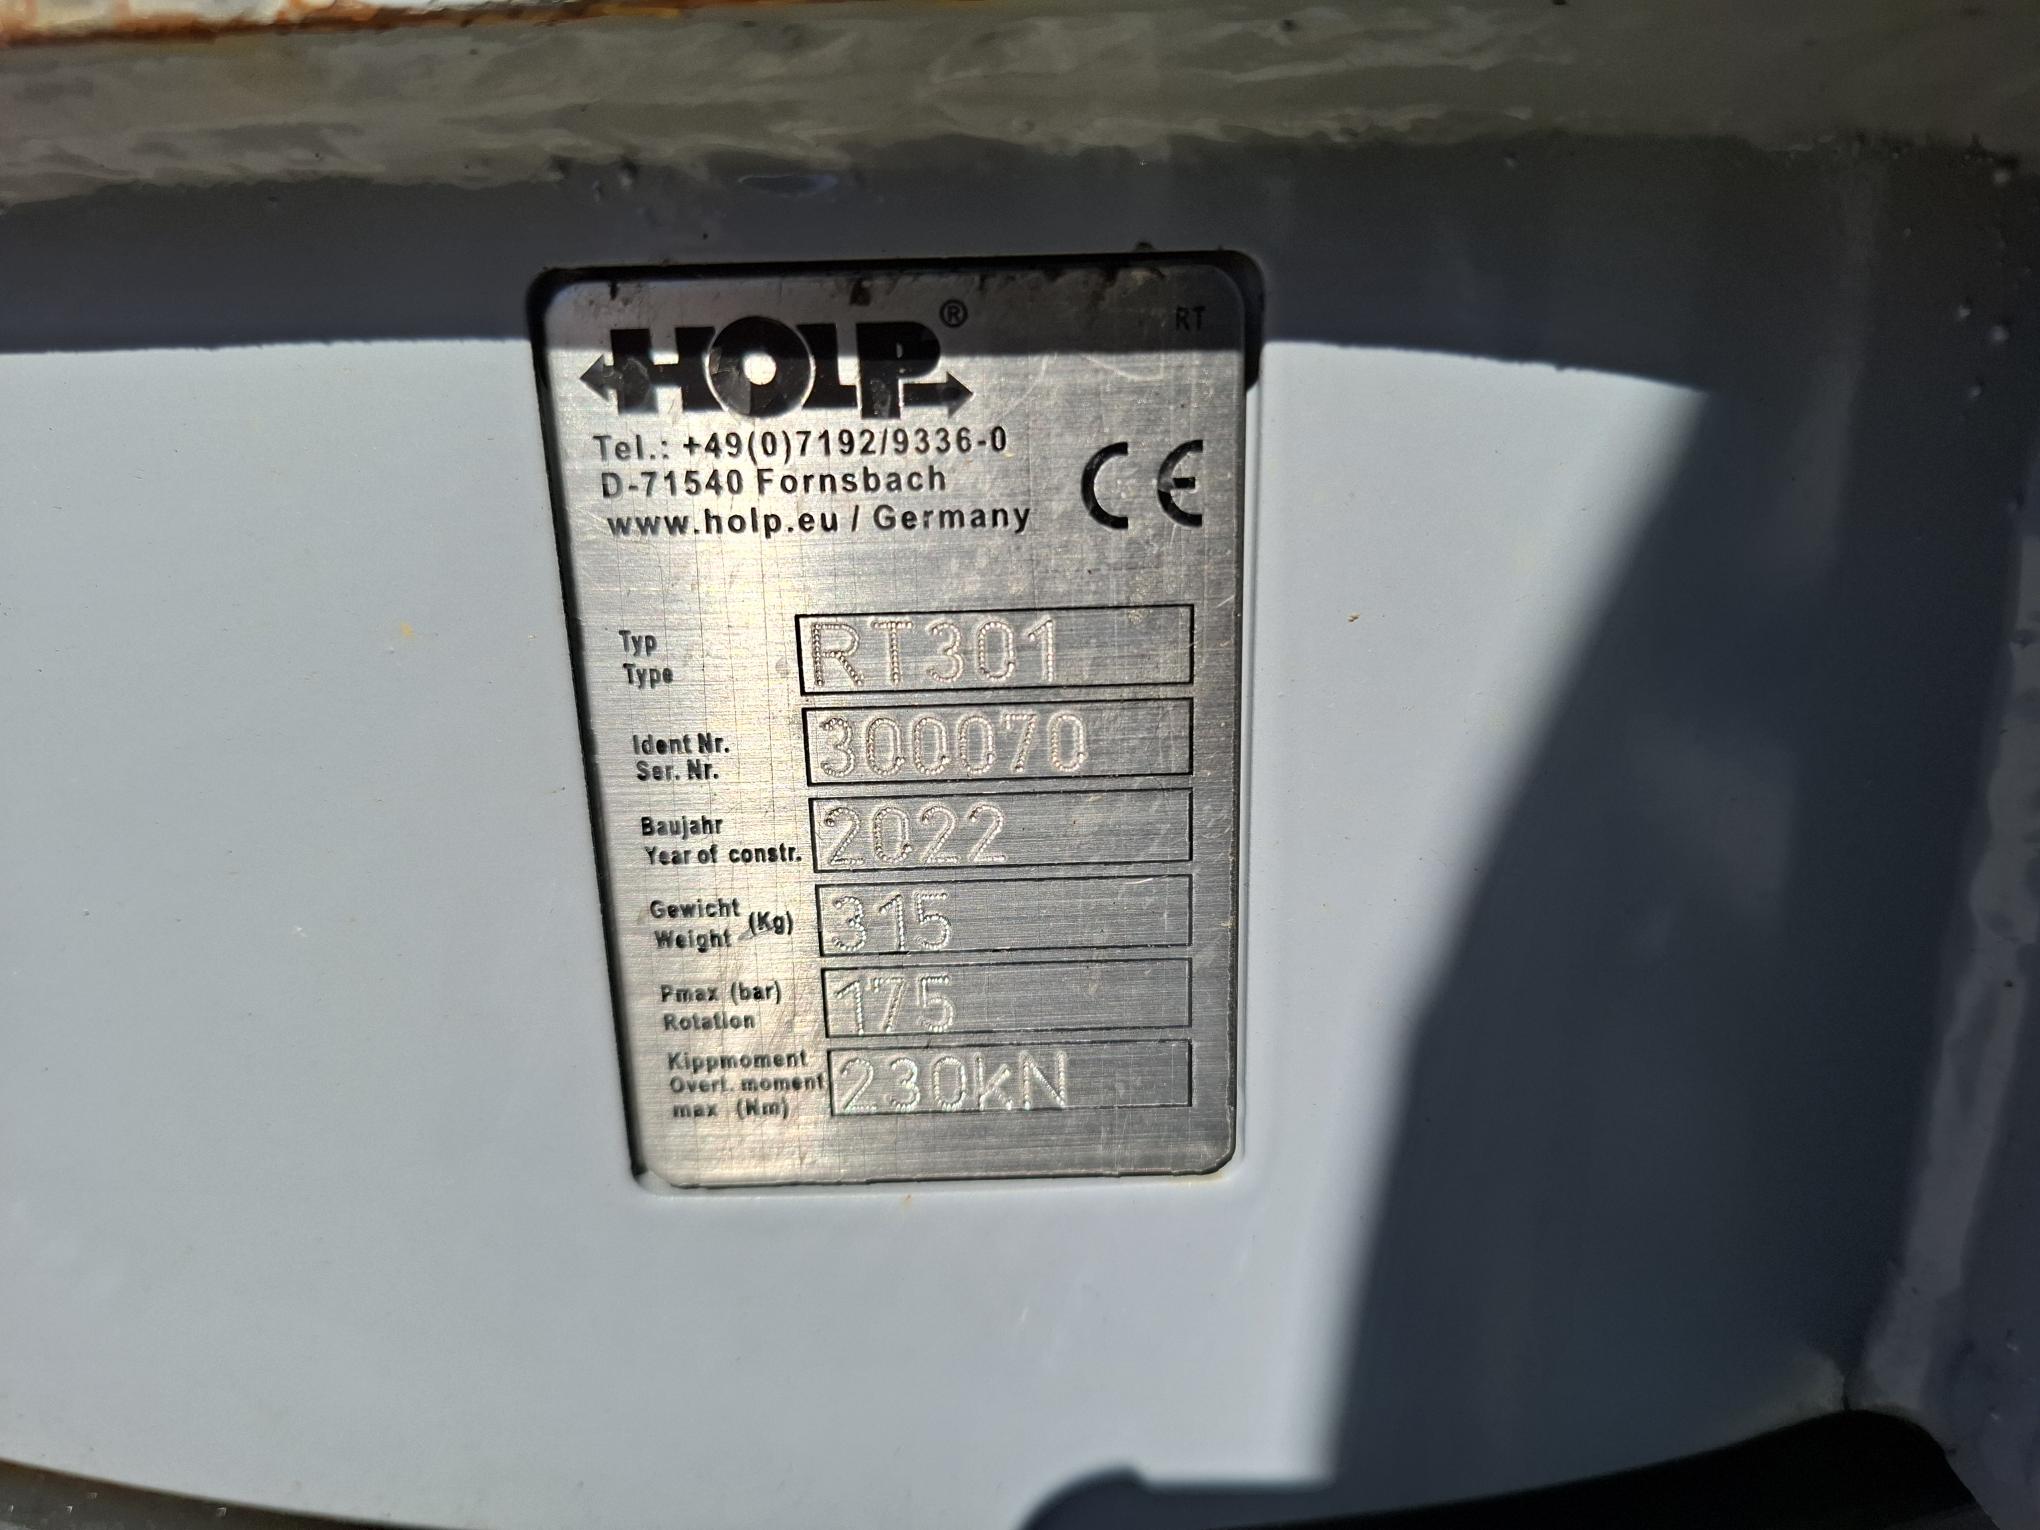 HOLP®
RT
Tel.: +49(0)7192/9336-0
D-71540 Fornsbach
www.holp.eu / Germany
CE
Typ
Type
RT301
Ident Nr.
Ser. Nr.
300070
Baujahr
Year of constr.
2022
Gewicht
Weight
(Kg)
315
Pmax (bar)
Rotation
175
Kippmoment
Overt. moment
max (Nm)
230kN